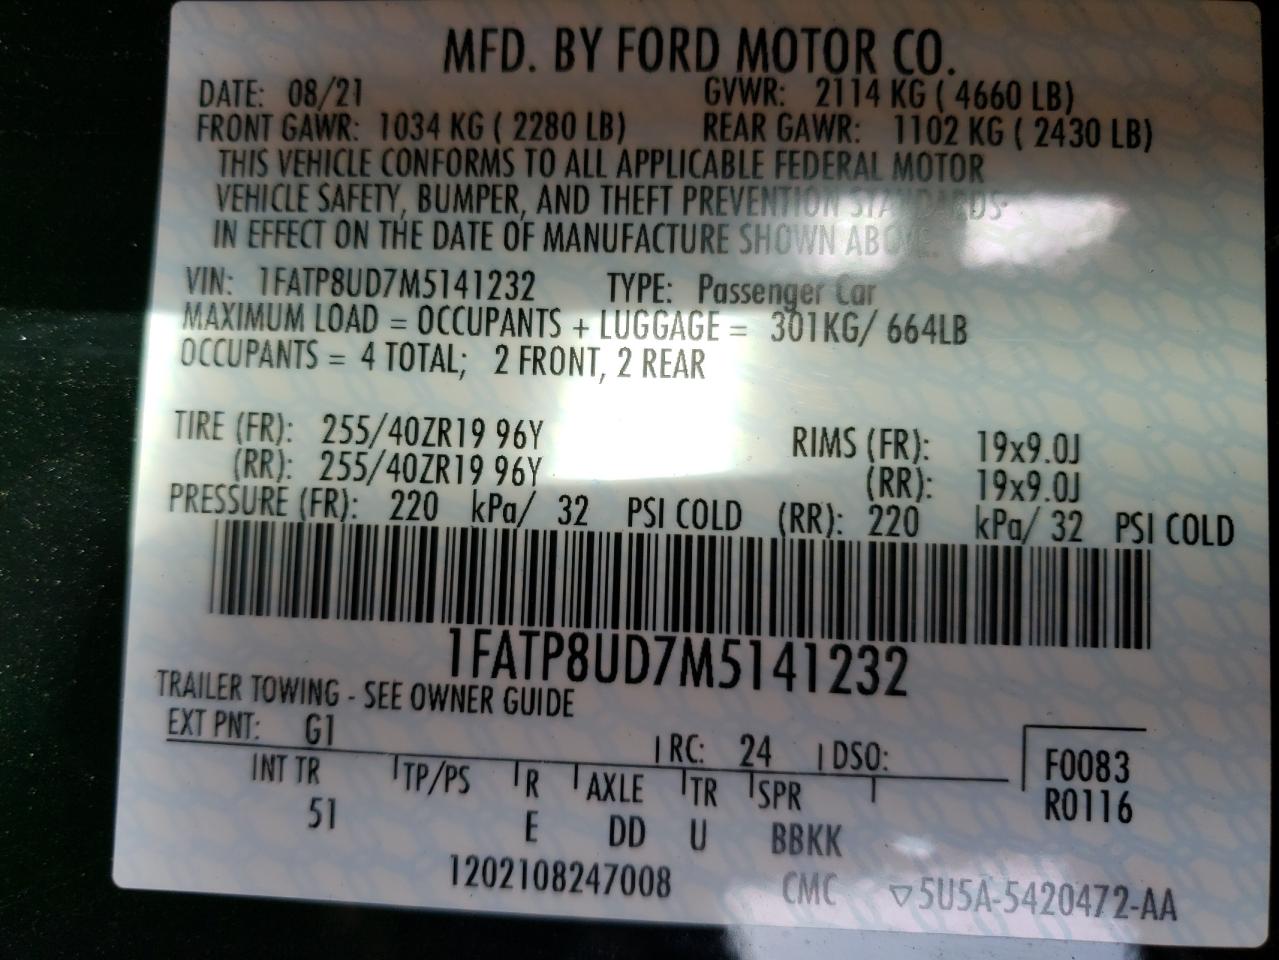 MFD. BY FORD MOTOR CO.
DATE: 08/21 GVWR: 2114 KG ( 4660 LB)
FRONT GAWR: 1034 KG ( 2280 LB) REAR GAWR: 1102 KG ( 2430 LB)
THIS VEHICLE CONFORMS TO ALL APPLICABLE FEDERAL MOTOR
VEHICLE SAFETY, BUMPER, AND THEFT PREVENTION STANDARDS
IN EFFECT ON THE DATE OF MANUFACTURE SHOWN ABOVE.
VIN: 1FATP8UD7M5141232 TYPE: Passenger Car
MAXIMUM LOAD = OCCUPANTS + LUGGAGE = 301KG/ 664LB
OCCUPANTS = 4 TOTAL; 2 FRONT, 2 REAR
TIRE (FR): 255/40ZR19 96Y RIMS (FR): 19x9.0J
(RR): 255/40ZR19 96Y (RR): 19x9.0J
PRESSURE (FR): 220 kPa/ 32 PSI COLD (RR): 220 kPa/ 32 PSI COLD
1FATP8UD7M5141232
TRAILER TOWING - SEE OWNER GUIDE
EXT PNT: G1 RC: 24 DSO: F0083
INT TR TP/PS R AXLE TR SPR R0116
51 E DD U BBKK
1202108247008 CMC ▽5U5A-5420472-AA